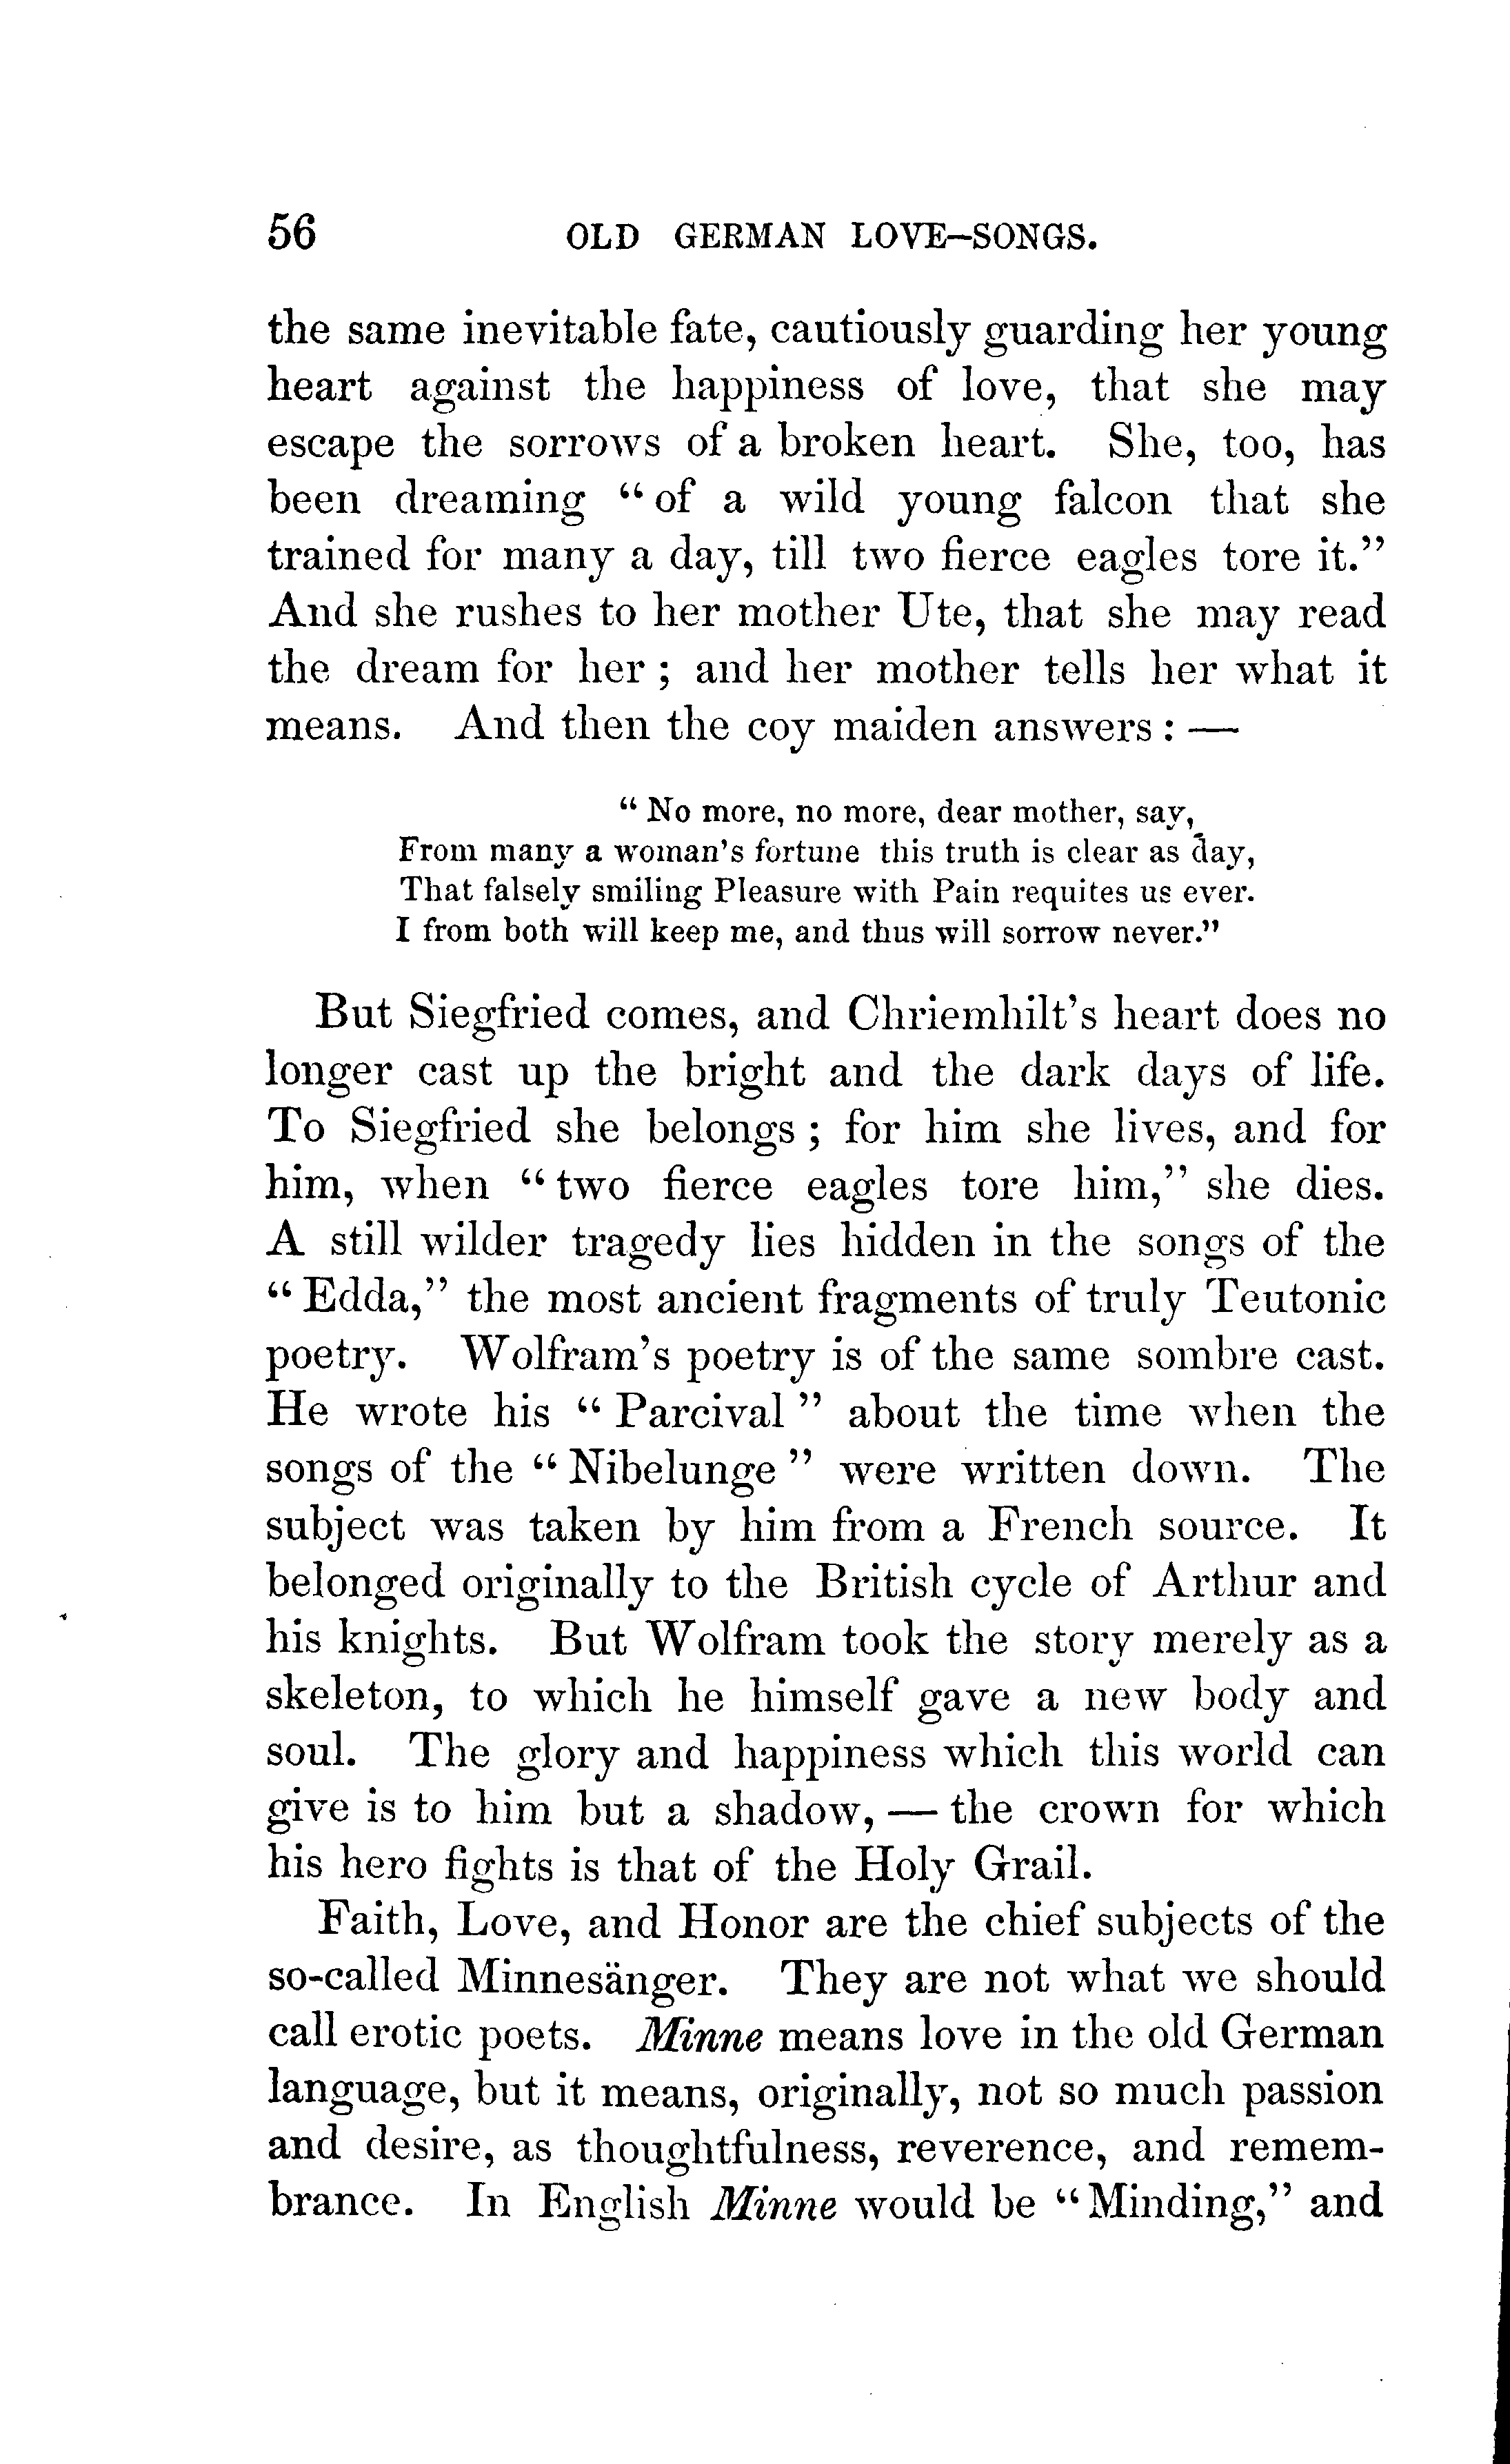 56 OLD GERMAN LOVE-SONGS.
the same inevitable fate, cautiously guarding her young
heart against the happiness of love, that she may
escape the sorrows of a broken heart. She, too, has
been dreaming “of a wild young falcon that she
trained for many a day, till two fierce eagles tore it.”
And she rushes to her mother Ute, that she may read
the dream for her; and her mother tells her what it
means. And then the coy maiden answers: —
“No more, no more, dear mother, say,
From many a woman's fortune this truth is clear as day,
That falsely smiling Pleasure with Pain requites us ever.
I from both will keep me, and thus will sorrow never.”
But Siegfried comes, and Chriemhilt's heart does no
longer cast up the bright and the dark days of life.
To Siegfried she belongs; for him she lives, and for
him, when “two fierce eagles tore him,” she dies.
A still wilder tragedy lies hidden in the songs of the
“Edda,” the most ancient fragments of truly Teutonic
poetry. Wolfram's poetry is of the same sombre cast.
He wrote his “Parcival” about the time when the
songs of the “Nibelunge” were written down. The
subject was taken by him from a French source. It
belonged originally to the British cycle of Arthur and
his knights. But Wolfram took the story merely as a
skeleton, to which he himself gave a new body and
soul. The glory and happiness which this world can
give is to him but a shadow, — the crown for which
his hero fights is that of the Holy Grail.
Faith, Love, and Honor are the chief subjects of the
so-called Minnesänger. They are not what we should
call erotic poets. Minne means love in the old German
language, but it means, originally, not so much passion
and desire, as thoughtfulness, reverence, and remem-
brance. In English Minne would be “Minding,” and